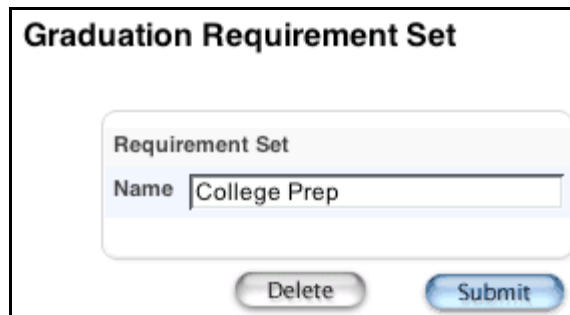 Graduation Requirement Set
Requirement Set
Name College Prep
Delete Submit